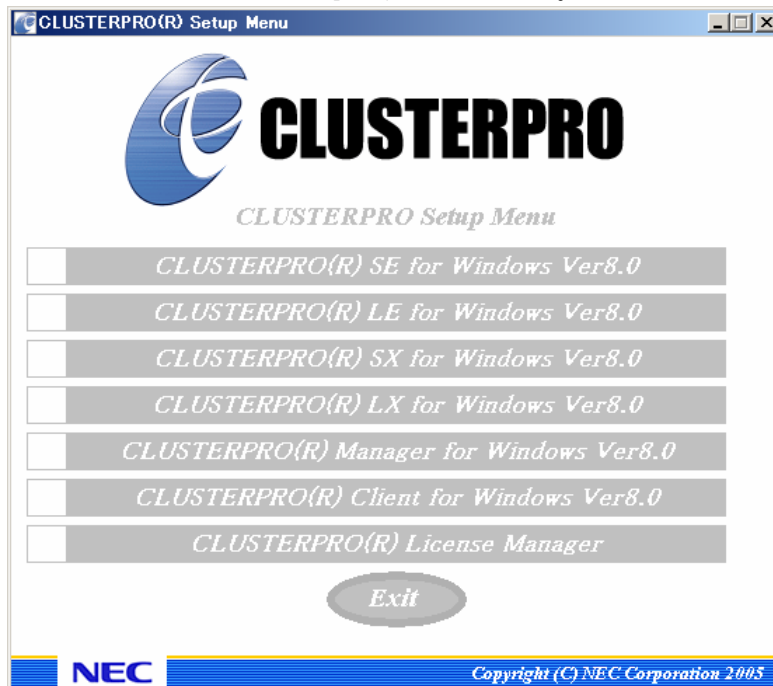 CLUSTERPRO(R) Setup Menu
CLUSTERPRO
CLUSTERPRO Setup Menu
CLUSTERPRO(R) SE for Windows Ver8.0
CLUSTERPRO(R) LE for Windows Ver8.0
CLUSTERPRO(R) SX for Windows Ver8.0
CLUSTERPRO(R) LX for Windows Ver8.0
CLUSTERPRO(R) Manager for Windows Ver8.0
CLUSTERPRO(R) Client for Windows Ver8.0
CLUSTERPRO(R) License Manager
Exit
NEC
Copyright (C) NEC Corporation 2005